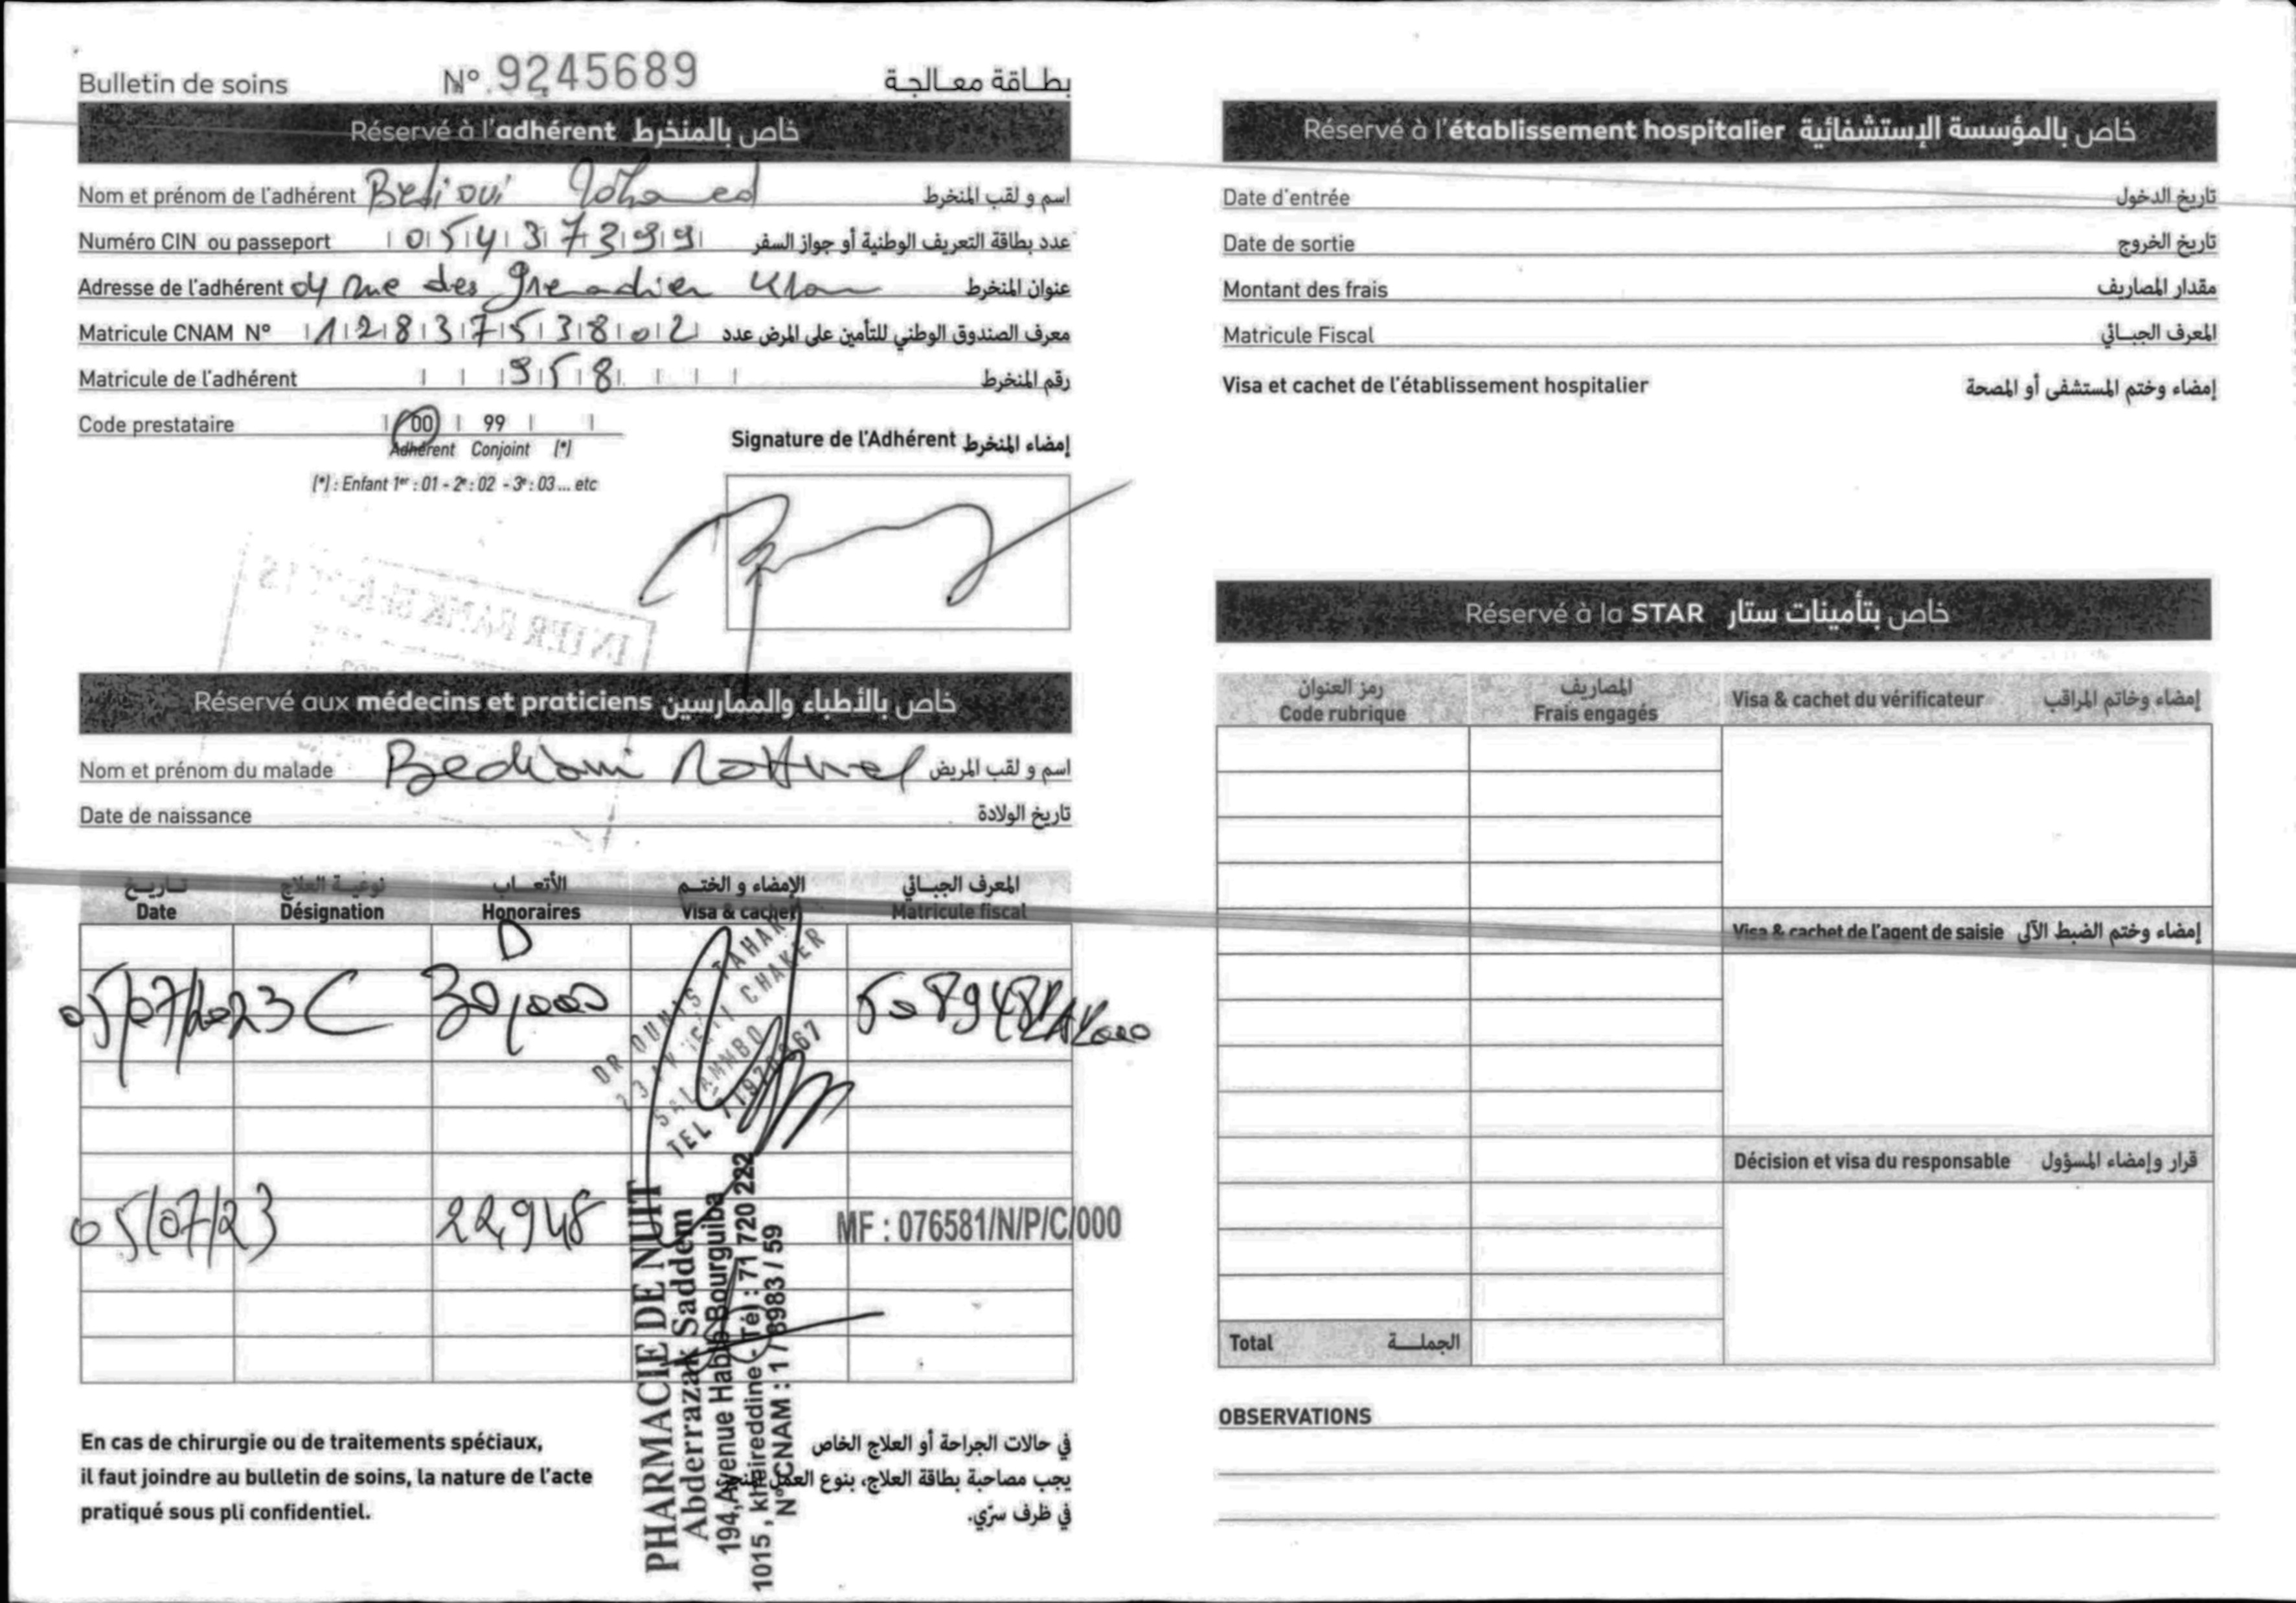 Bulletin de soins N° 9245689 بطاقة معالجة
Réservé à l'adhérent خاص بالمنخرط
Nom et prénom de l'adhérent Bedioui Mohamed اسم و لقب المنخرط
Numéro CIN ou passeport 05437399 عدد بطاقة التعريف الوطنية أو جواز السفر
Adresse de l'adhérent 04 Rue des Grenadier عنوان المنخرط
Matricule CNAM N° 1283753802 معرف الصندوق الوطني للتأمين على المرض عدد
Matricule de l'adhérent 958 رقم المنخرط
Code prestataire 00 99
Adhérent Conjoint (*)
(*) : Enfant 1er : 01 - 2e : 02 - 3e : 03 ... etc
Signature de l'Adhérent إمضاء المنخرط
Réservé aux médecins et praticiens خاص بالأطباء والممارسين
Nom et prénom du malade اسم و لقب المريض
Date de naissance تاريخ الولادة
تاريخ نوعية العلاج الأتعاب الإمضاء و الختم المعرف الجبائي
Date Désignation Honoraires Visa & cachet Matricule fiscal
D
05/07/2023 C 30,000
DR OUNIS TAHAR
SALAMMBO
TEL
05/07/23 22,948 MF : 076581/N/P/C/000
PHARMACIE DE NUIT
Abderrazak Saddem
194, Avenue Habib Bourguiba
1015 , kheireddine - Tél : 71 720 222
N° CNAM : 1 / 8983 / 59
En cas de chirurgie ou de traitements spéciaux,
il faut joindre au bulletin de soins, la nature de l'acte
pratiqué sous pli confidentiel.
في حالات الجراحة أو العلاج الخاص
يجب مصاحبة بطاقة العلاج، بنوع العمل
في ظرف سرّي.
Réservé à l'établissement hospitalier خاص بالمؤسسة الإستشفائية
Date d'entrée تاريخ الدخول
Date de sortie تاريخ الخروج
Montant des frais مقدار المصاريف
Matricule Fiscal المعرف الجبائي
Visa et cachet de l'établissement hospitalier إمضاء وختم المستشفى أو المصحة
Réservé à la STAR خاص بتأمينات ستار
رمز العنوان المصاريف
Code rubrique Frais engagés
Visa & cachet du vérificateur إمضاء وخاتم المراقب
Visa & cachet de l'agent de saisie إمضاء وختم الضبط الآلي
Décision et visa du responsable قرار وإمضاء المسؤول
Total الجملة
OBSERVATIONS